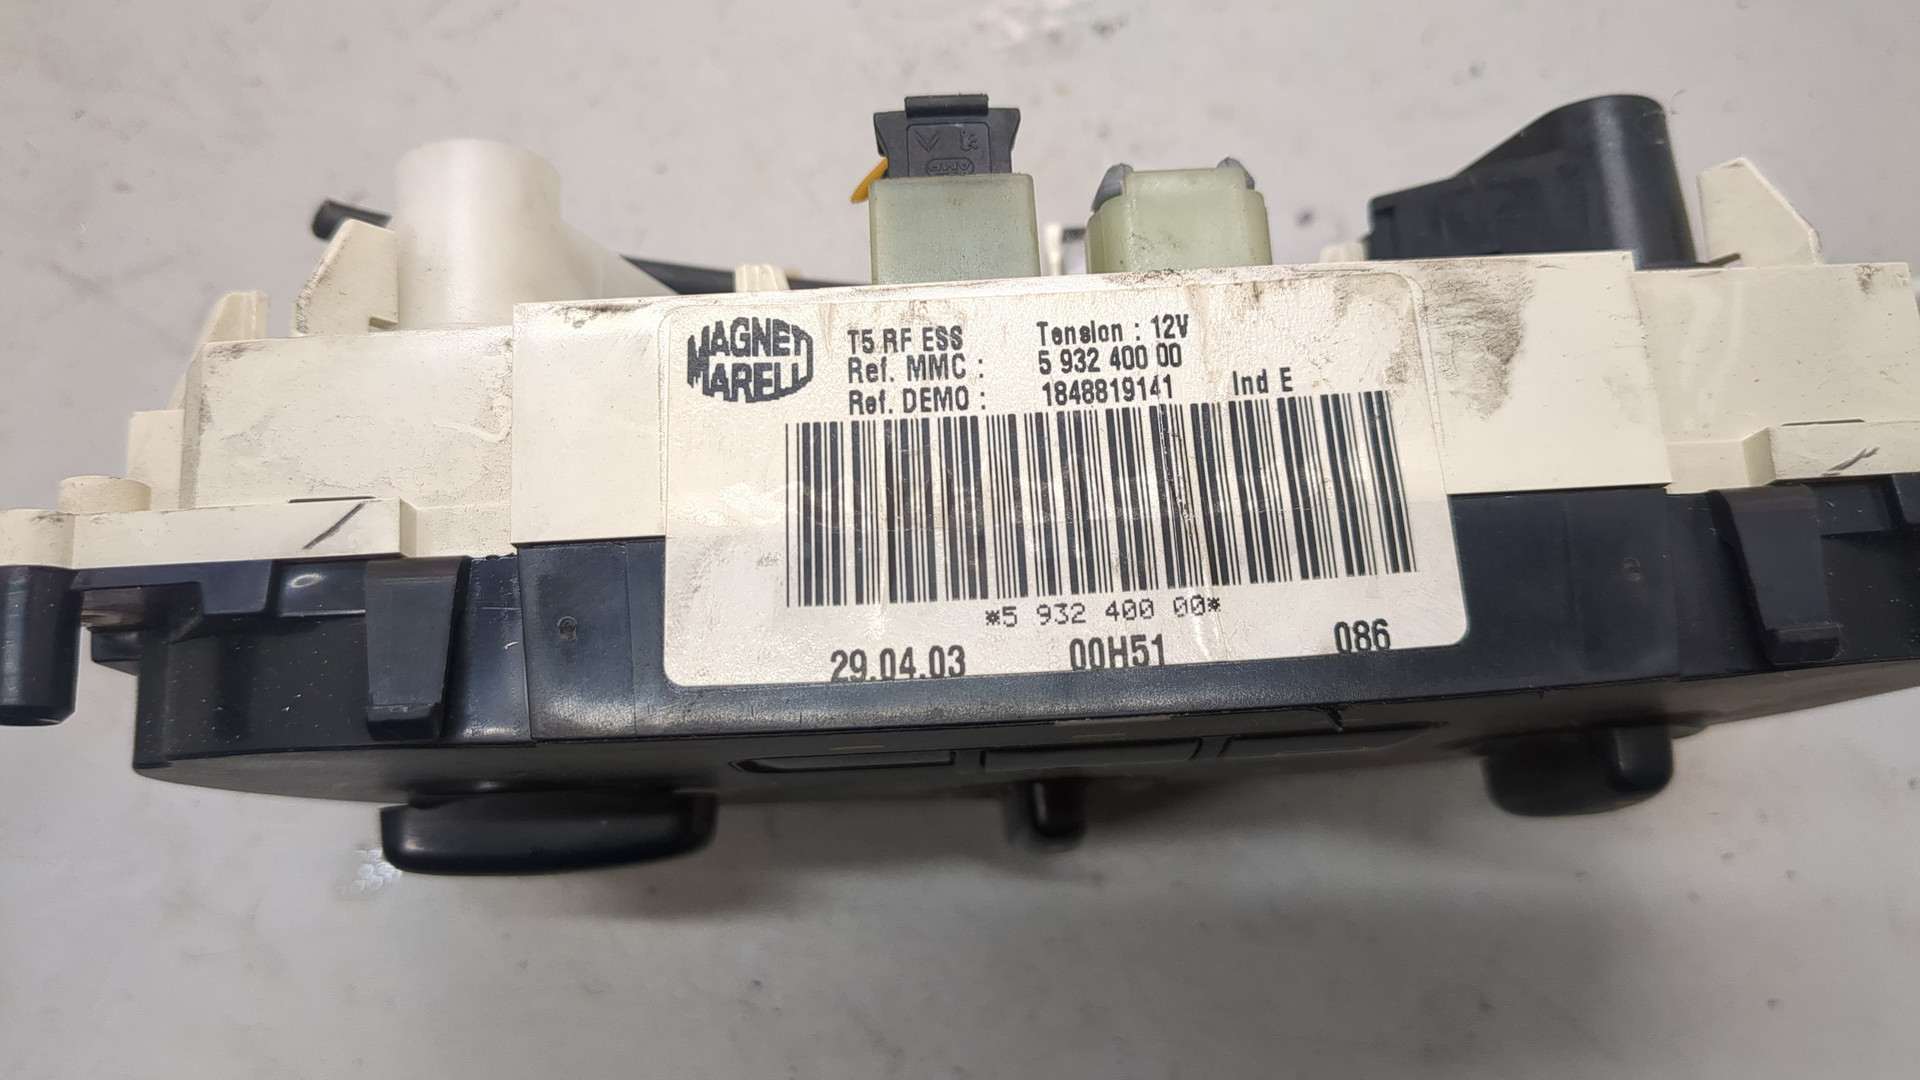 MAGNETI
MARELLI
T5 RF ESS Tension : 12V
Ref. MMC : 5 932 400 00
Ref. DEMO : 1848819141 Ind E
*5 932 400 00*
29.04.03 00H51 086
AMP